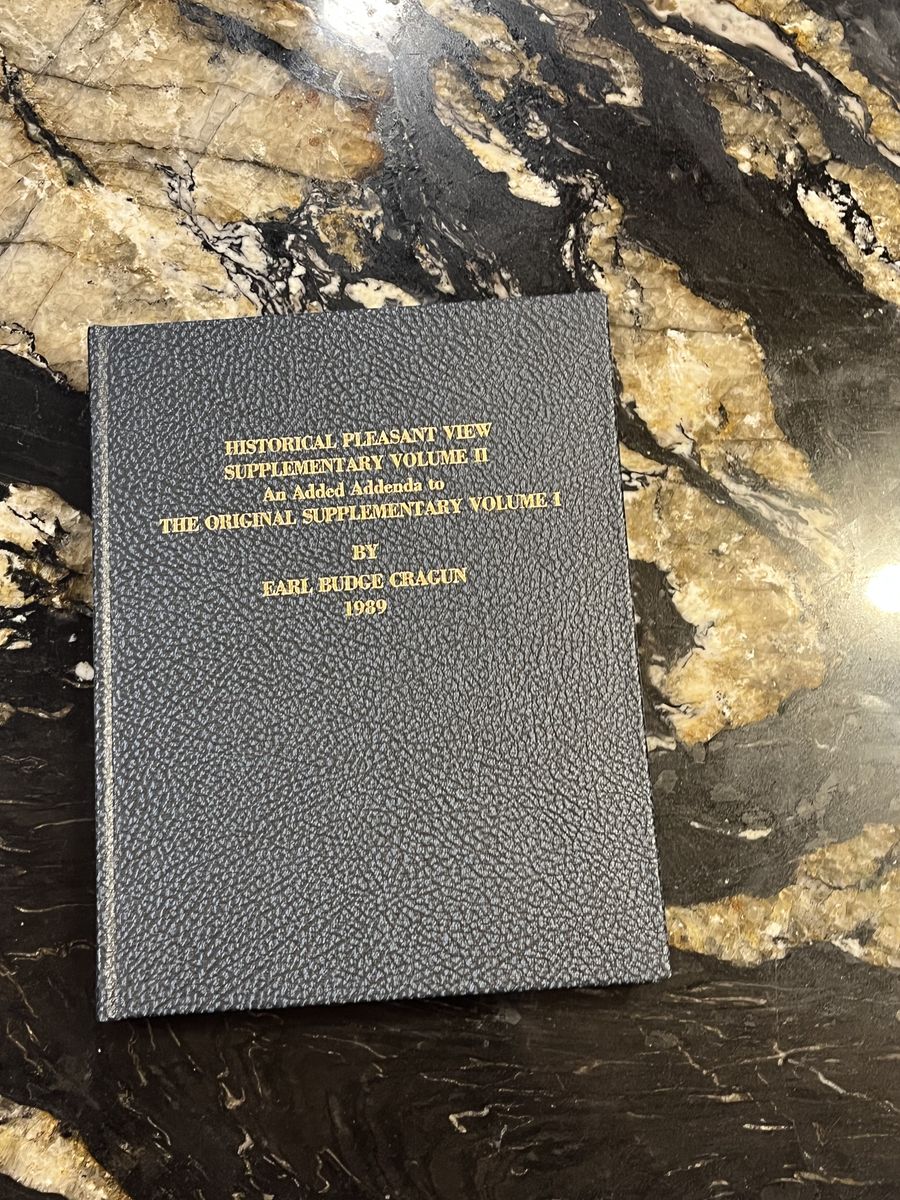 HISTORICAL PLEASANT VIEW
SUPPLEMENTARY VOLUME II
An Added Addenda to
THE ORIGINAL SUPPLEMENTARY VOLUME I
BY
EARL BUDGE CRAGUN
1989